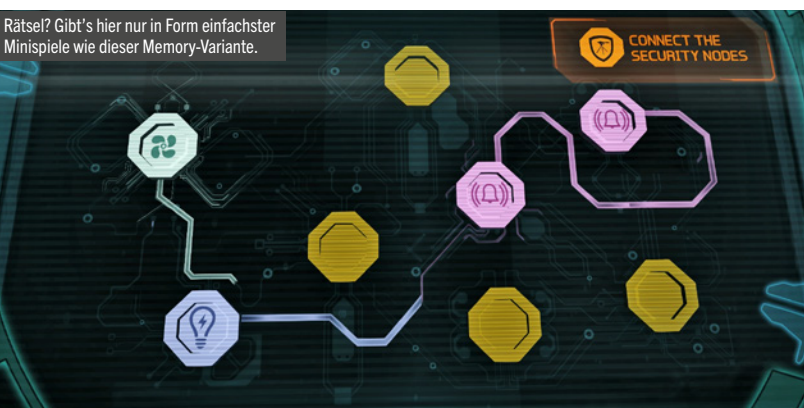 Rätsel? Gibt's hier nur in Form einfachster
Minispiele wie dieser Memory-Variante.
CONNECT THE
SECURITY NODES